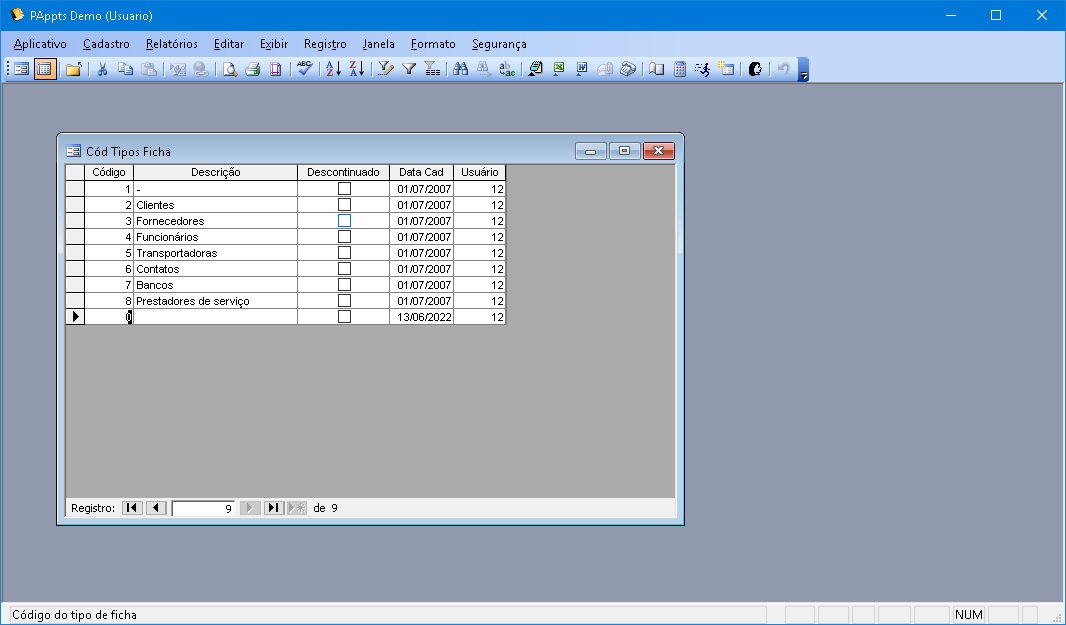 PAppts Demo (Usuario)
Aplicativo Cadastro Relatórios Editar Exibir Registro Janela Formato Segurança
Cód Tipos Ficha
Código Descrição Descontinuado Data Cad Usuário
1 - 01/07/2007 12
2 Clientes 01/07/2007 12
3 Fornecedores 01/07/2007 12
4 Funcionários 01/07/2007 12
5 Transportadoras 01/07/2007 12
6 Contatos 01/07/2007 12
7 Bancos 01/07/2007 12
8 Prestadores de serviço 01/07/2007 12
0 13/06/2022 12
Registro: 9 de 9
Código do tipo de ficha NUM